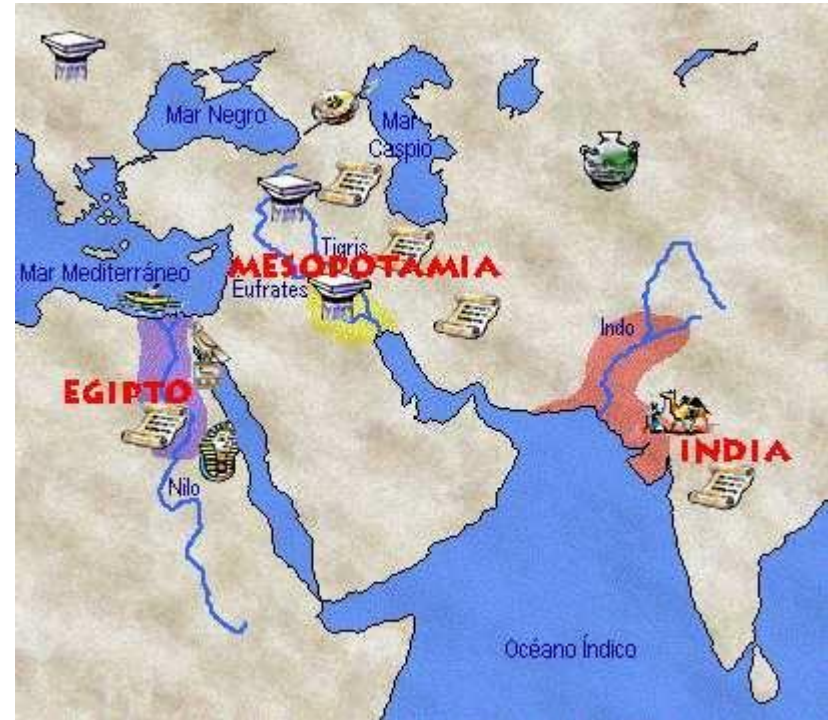 Mar Negro
Mar
Caspio
Tigris
MESOPOTAMIA
Mar Mediterráneo
Eufrates
Indo
EGIPTO
INDIA
Nilo
Océano Índico